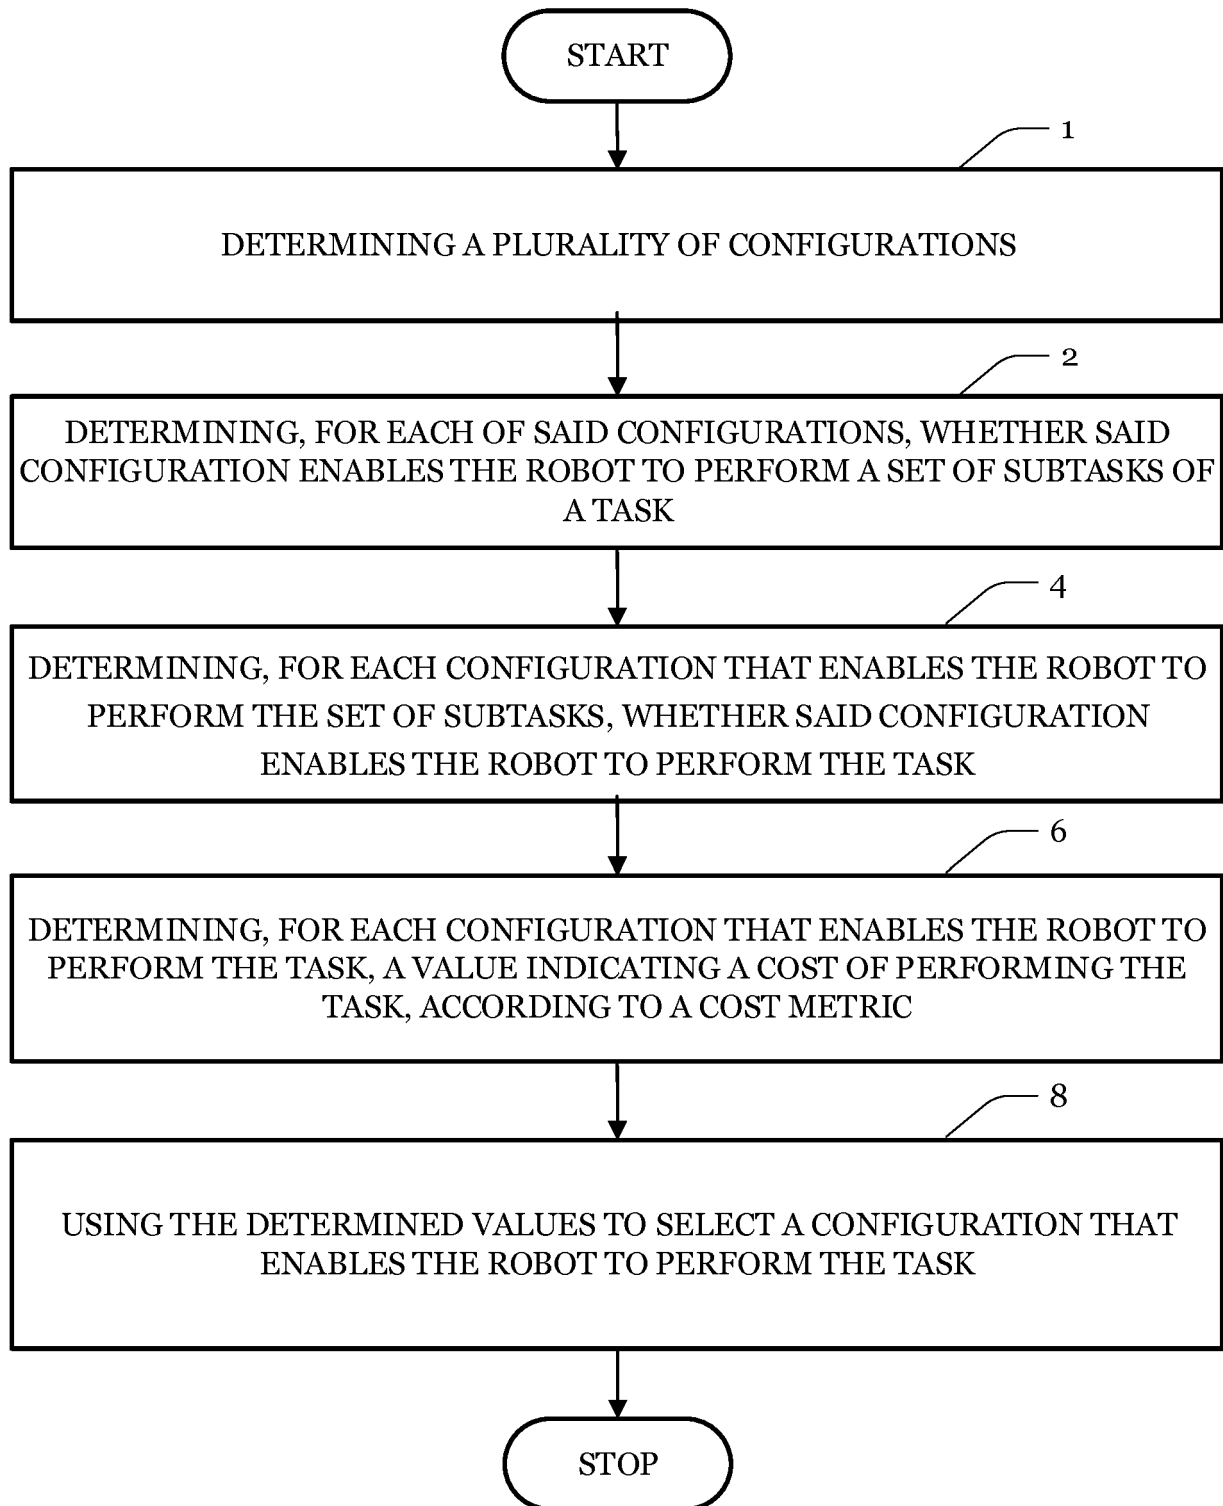 START
1
DETERMINING A PLURALITY OF CONFIGURATIONS
2
DETERMINING, FOR EACH OF SAID CONFIGURATIONS, WHETHER SAID
CONFIGURATION ENABLES THE ROBOT TO PERFORM A SET OF SUBTASKS OF
A TASK
4
DETERMINING, FOR EACH CONFIGURATION THAT ENABLES THE ROBOT TO
PERFORM THE SET OF SUBTASKS, WHETHER SAID CONFIGURATION
ENABLES THE ROBOT TO PERFORM THE TASK
6
DETERMINING, FOR EACH CONFIGURATION THAT ENABLES THE ROBOT TO
PERFORM THE TASK, A VALUE INDICATING A COST OF PERFORMING THE
TASK, ACCORDING TO A COST METRIC
8
USING THE DETERMINED VALUES TO SELECT A CONFIGURATION THAT
ENABLES THE ROBOT TO PERFORM THE TASK
STOP